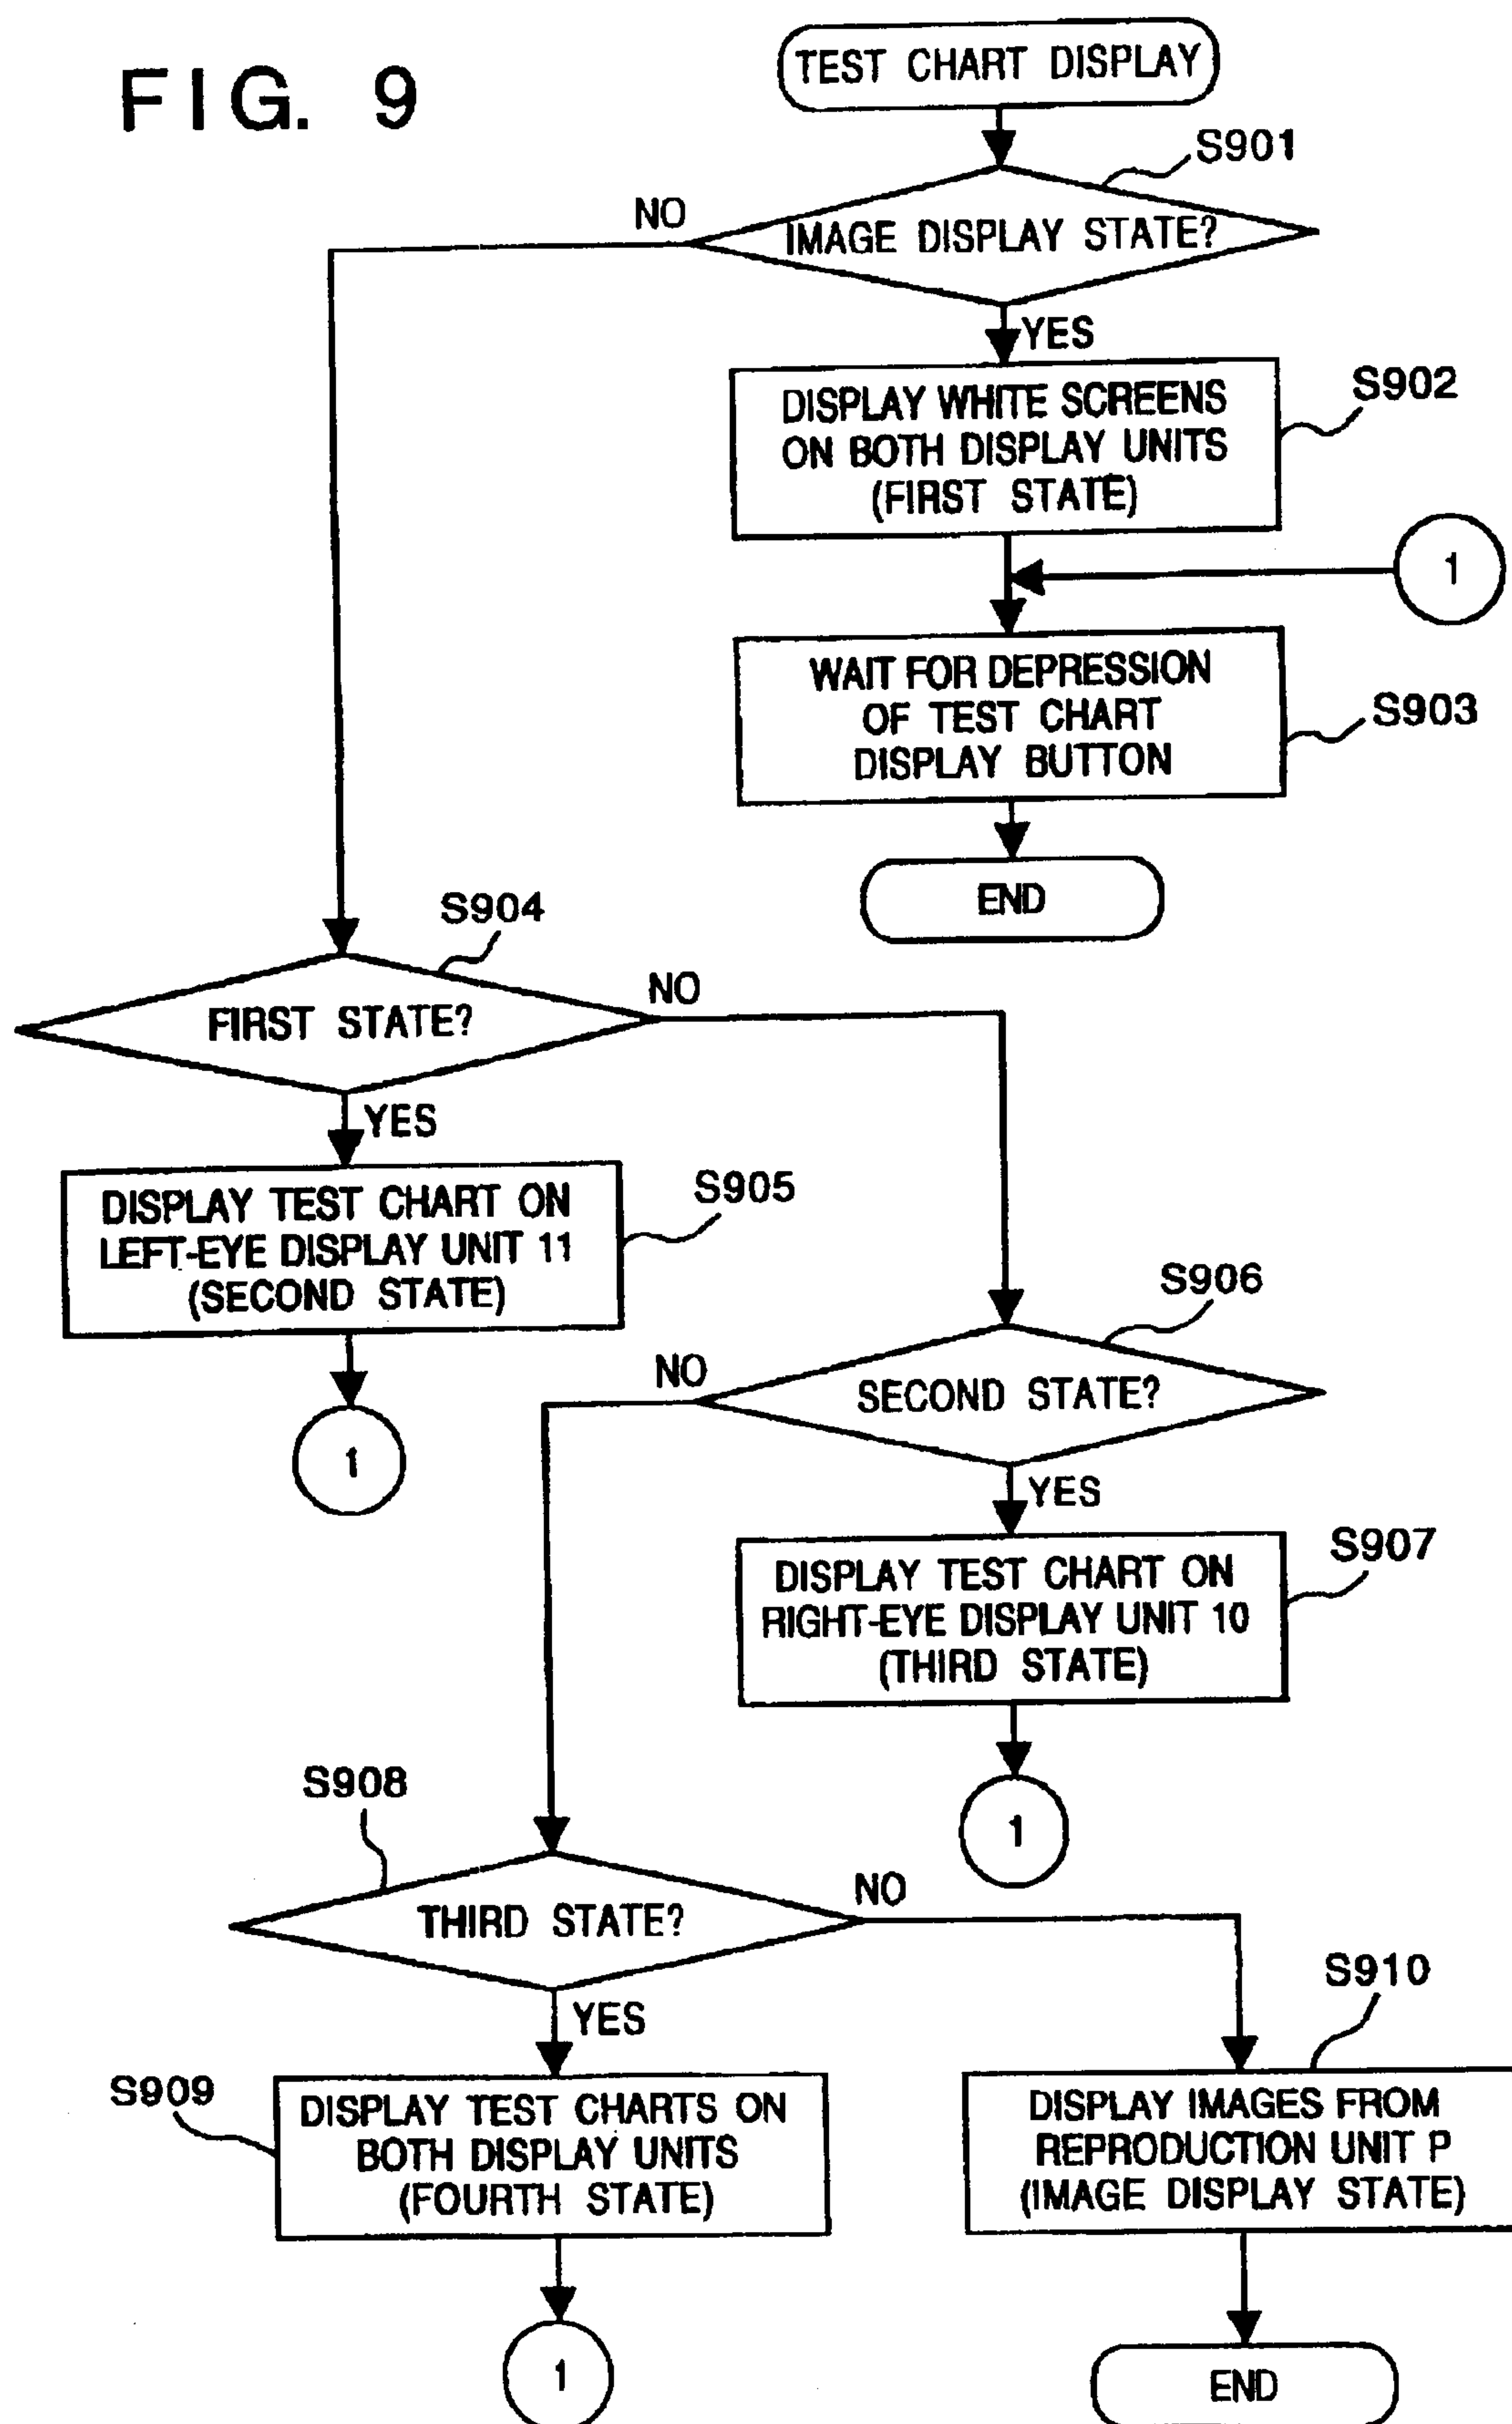 FIG. 9
TEST CHART DISPLAY
S901
IMAGE DISPLAY STATE?
NO
YES
DISPLAY WHITE SCREENS
ON BOTH DISPLAY UNITS
(FIRST STATE)
S902
1
WAIT FOR DEPRESSION
OF TEST CHART
DISPLAY BUTTON
S903
END
S904
FIRST STATE?
NO
YES
DISPLAY TEST CHART ON
LEFT-EYE DISPLAY UNIT 11
(SECOND STATE)
S905
1
S906
SECOND STATE?
NO
YES
DISPLAY TEST CHART ON
RIGHT-EYE DISPLAY UNIT 10
(THIRD STATE)
S907
1
S908
THIRD STATE?
NO
YES
S909
DISPLAY TEST CHARTS ON
BOTH DISPLAY UNITS
(FOURTH STATE)
1
S910
DISPLAY IMAGES FROM
REPRODUCTION UNIT P
(IMAGE DISPLAY STATE)
END